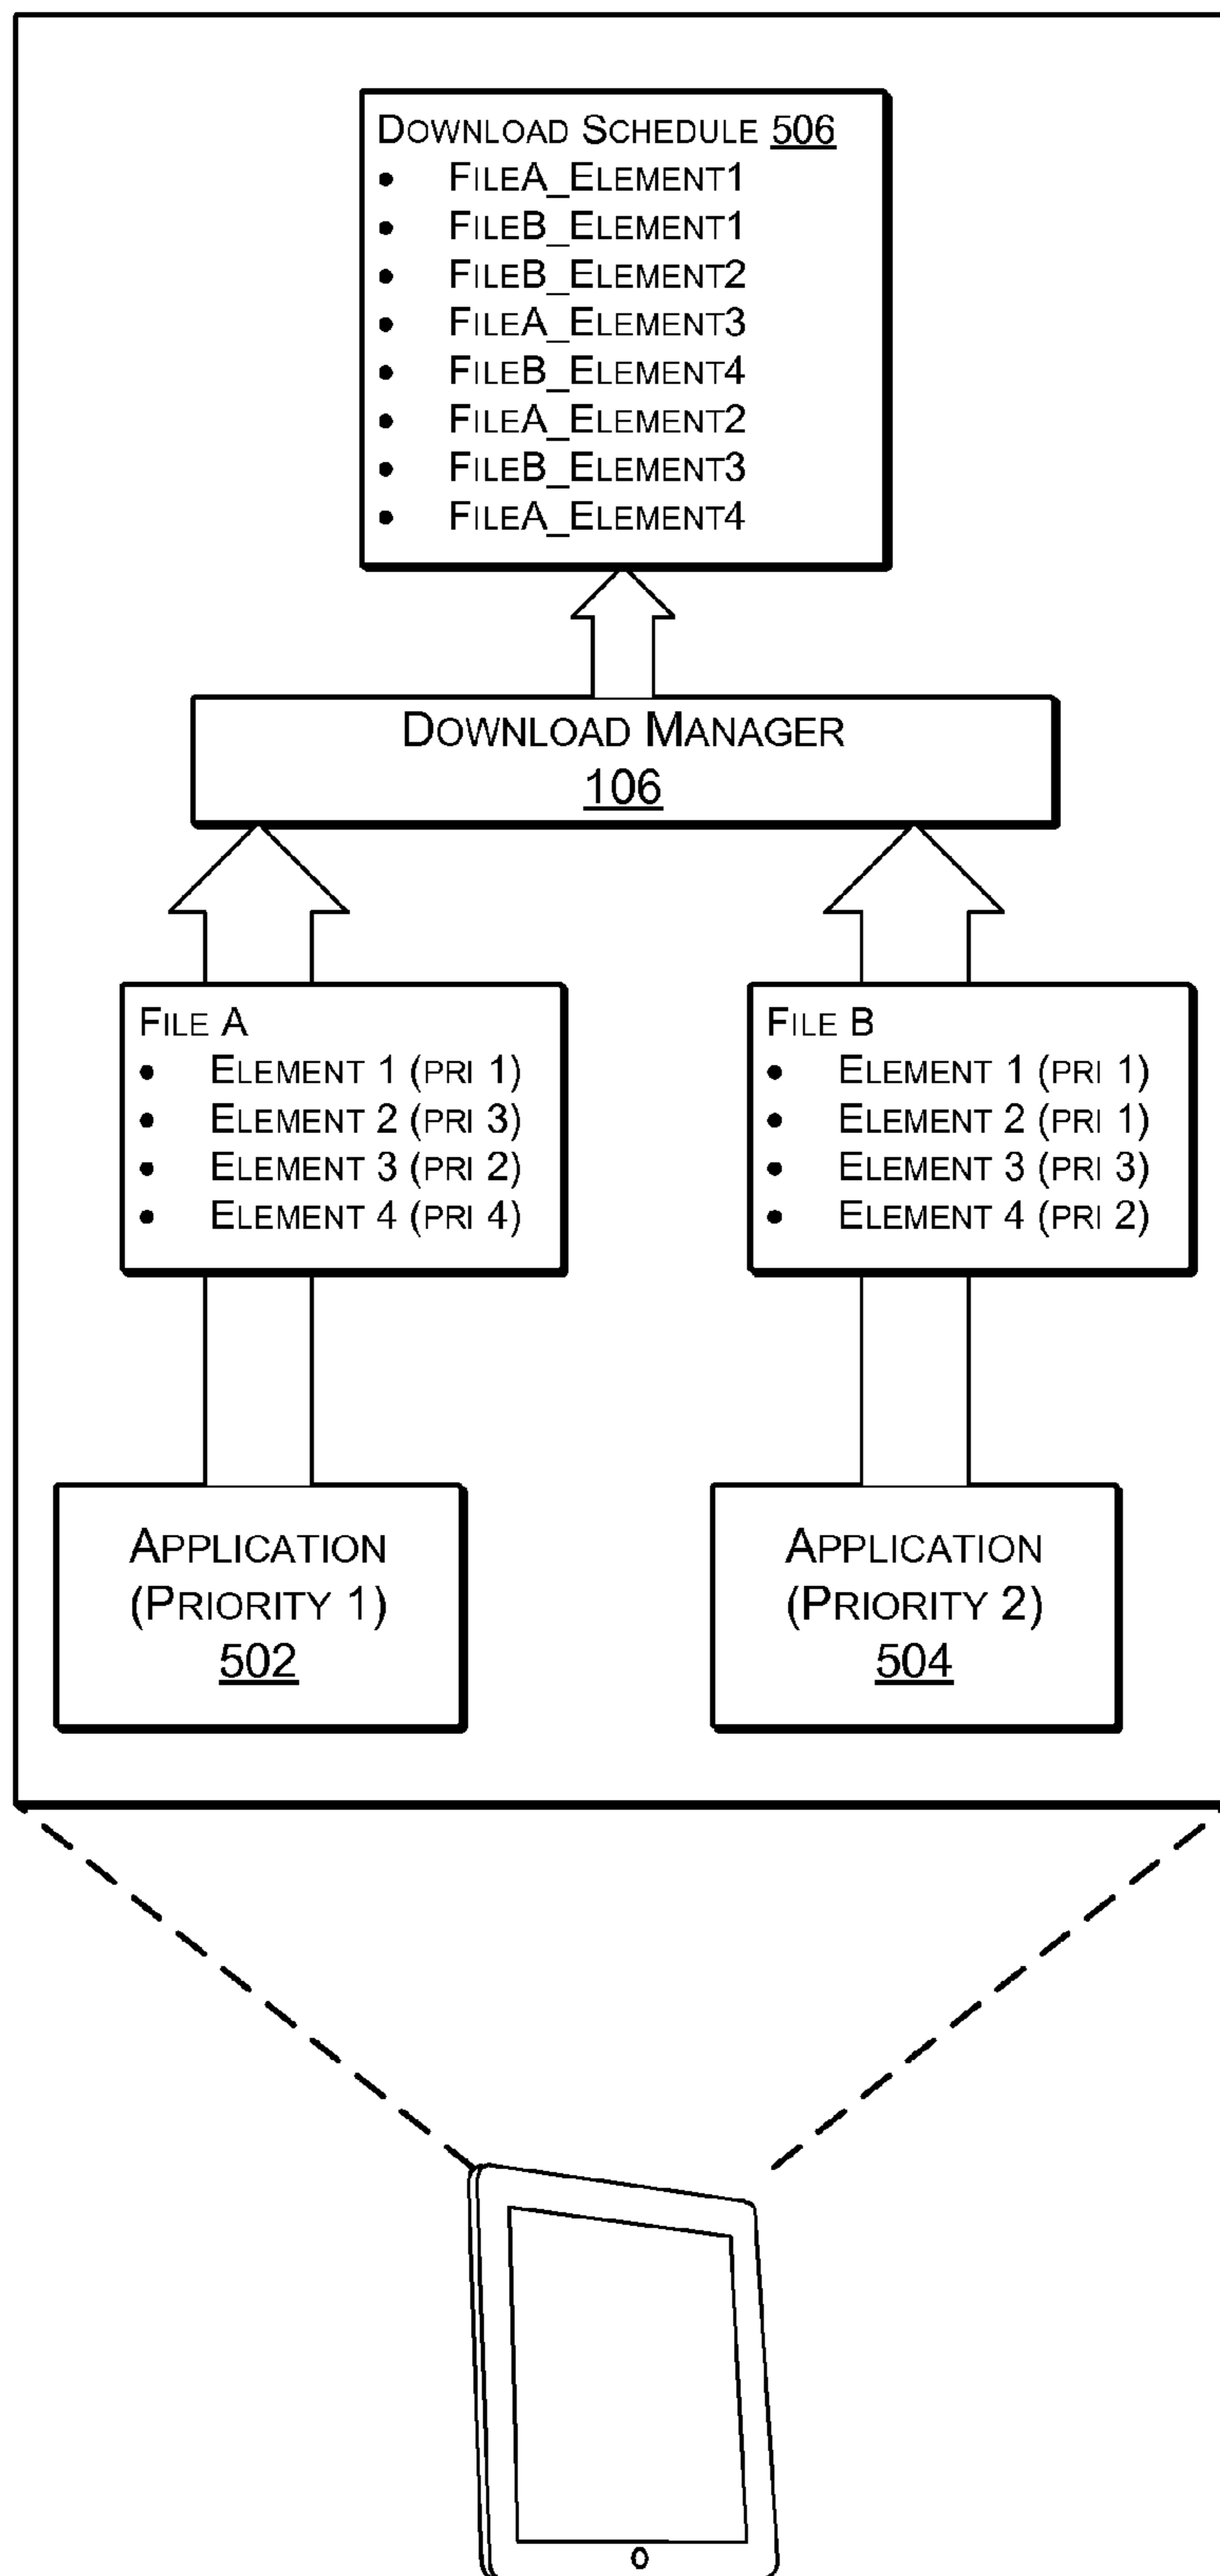 Download Schedule 506
• FileA_Element1
• FileB_Element1
• FileB_Element2
• FileA_Element3
• FileB_Element4
• FileA_Element2
• FileB_Element3
• FileA_Element4
Download Manager
106
File A
• Element 1 (pri 1)
• Element 2 (pri 3)
• Element 3 (pri 2)
• Element 4 (pri 4)
File B
• Element 1 (pri 1)
• Element 2 (pri 1)
• Element 3 (pri 3)
• Element 4 (pri 2)
Application
(Priority 1)
502
Application
(Priority 2)
504